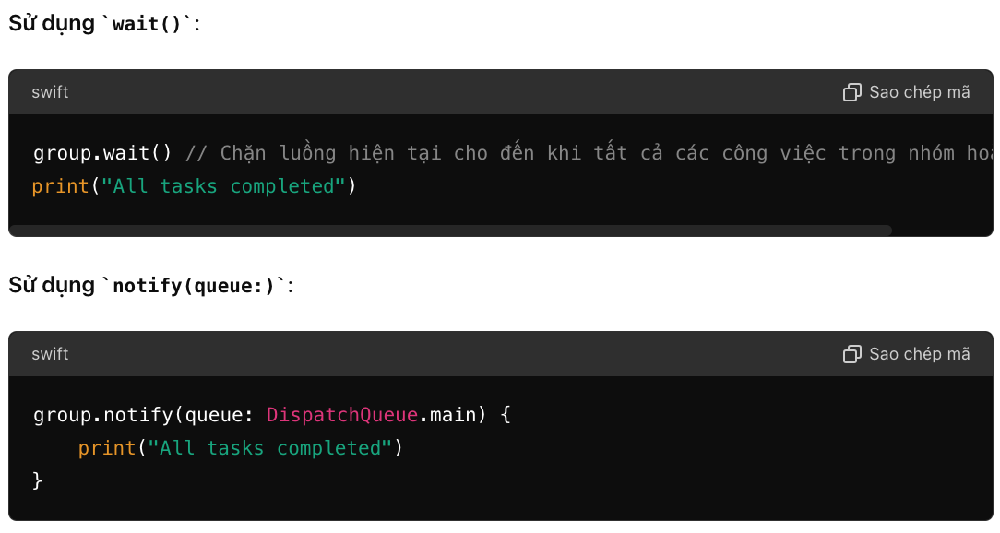 Sử dụng `wait()`:
swift
Sao chép mã
group.wait() // Chặn luồng hiện tại cho đến khi tất cả các công việc trong nhóm
print("All tasks completed")
Sử dụng `notify(queue:)`:
swift
Sao chép mã
group.notify(queue: DispatchQueue.main) {
    print("All tasks completed")
}